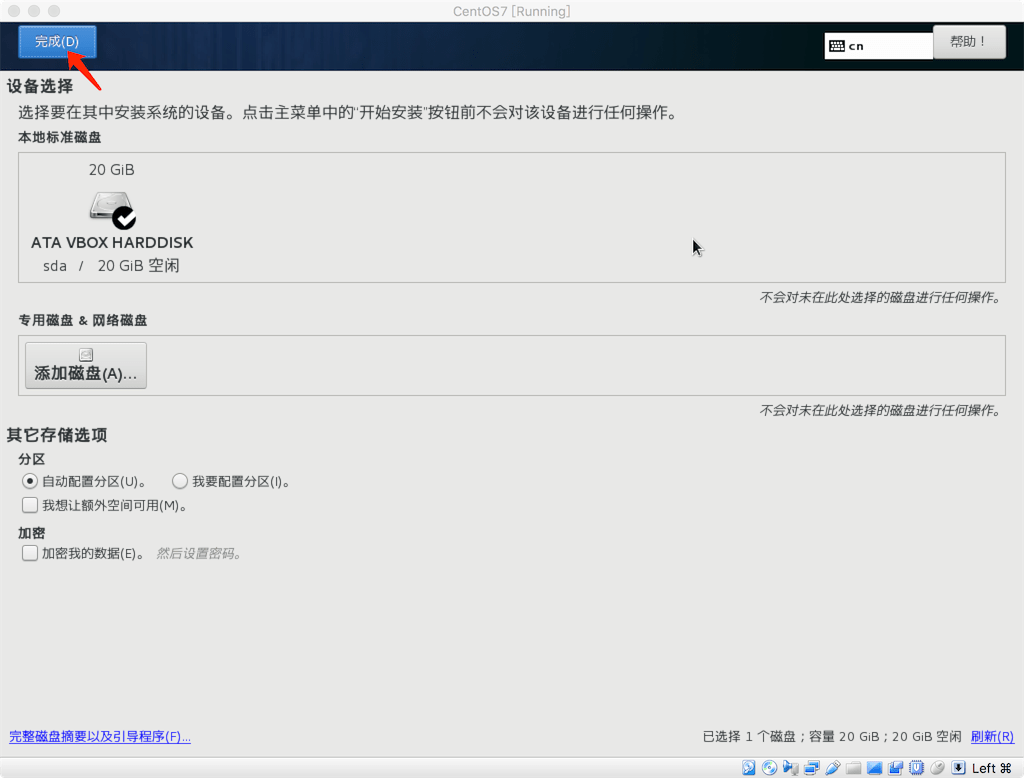 CentOS7 [Running]
完成(D)
cn
帮助！
设备选择
选择要在其中安装系统的设备。点击主菜单中的“开始安装”按钮前不会对该设备进行任何操作。
本地标准磁盘
20 GiB
ATA VBOX HARDDISK
sda / 20 GiB 空闲
不会对未在此处选择的磁盘进行任何操作。
专用磁盘 & 网络磁盘
添加磁盘(A)...
不会对未在此处选择的磁盘进行任何操作。
其它存储选项
分区
自动配置分区(U)。 我要配置分区(I)。
我想让额外空间可用(M)。
加密
加密我的数据(E)。 然后设置密码。
完整磁盘摘要以及引导程序(F)... 已选择 1 个磁盘；容量 20 GiB；20 GiB 空闲 刷新(R)
Left ⌘